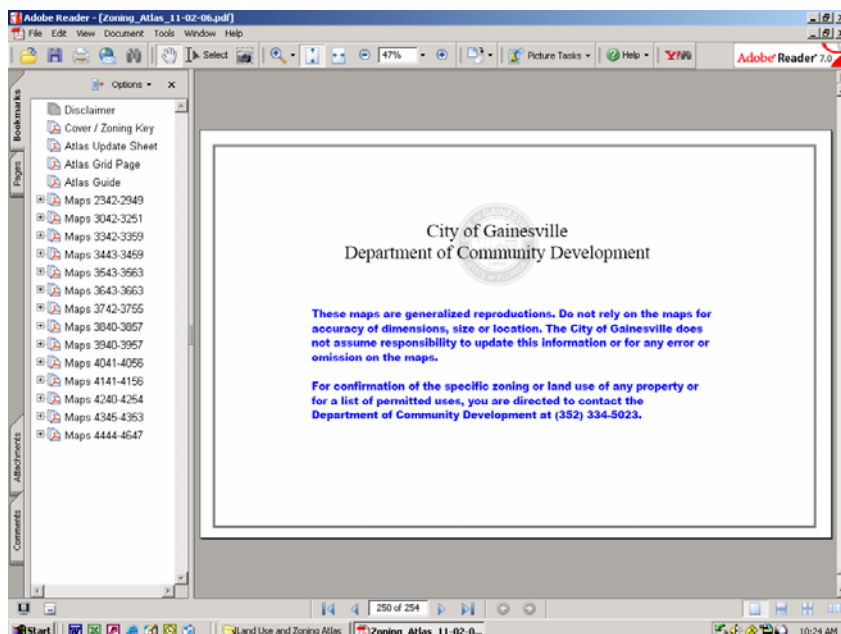 Adobe Reader - [Zoning_Atlas_11-02-06.pdf]
File Edit View Document Tools Window Help
Select 47% Picture Tasks Help Y! Adobe Reader 7.0
Options x
Bookmarks
Pages
Attachments
Comments
Disclaimer
Cover / Zoning Key
Atlas Update Sheet
Atlas Grid Page
Atlas Guide
Maps 2342-2949
Maps 3042-3251
Maps 3342-3359
Maps 3443-3459
Maps 3543-3563
Maps 3643-3663
Maps 3742-3755
Maps 3840-3857
Maps 3940-3957
Maps 4041-4056
Maps 4141-4156
Maps 4240-4254
Maps 4345-4353
Maps 4444-4647
City of Gainesville
Department of Community Development
These maps are generalized reproductions. Do not rely on the maps for
accuracy of dimensions, size or location. The City of Gainesville does
not assume responsibility to update this information or for any error or
omission on the maps.
For confirmation of the specific zoning or land use of any property or
for a list of permitted uses, you are directed to contact the
Department of Community Development at (352) 334-5023.
250 of 254
Start Land Use and Zoning Atlas Zoning_Atlas_11-02-0... 10:24 AM